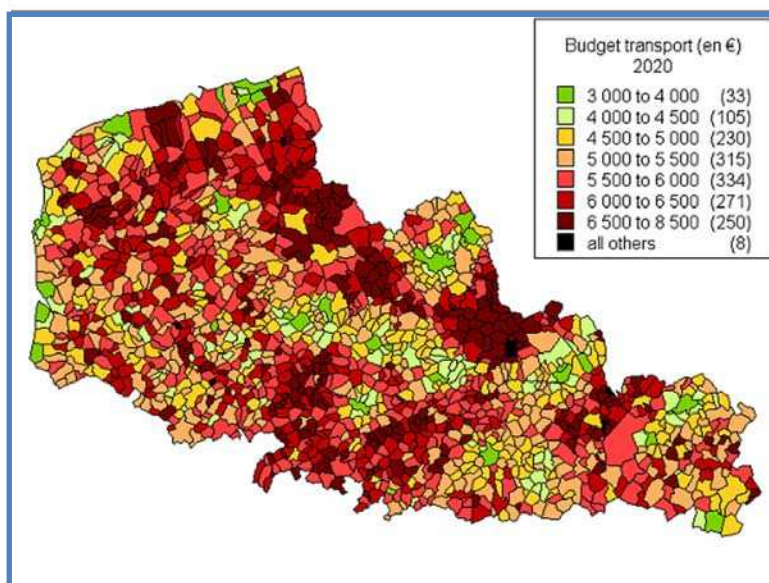 Budget transport (en €)
2020
3 000 to 4 000 (33)
4 000 to 4 500 (105)
4 500 to 5 000 (230)
5 000 to 5 500 (315)
5 500 to 6 000 (334)
6 000 to 6 500 (271)
6 500 to 8 500 (250)
all others (8)